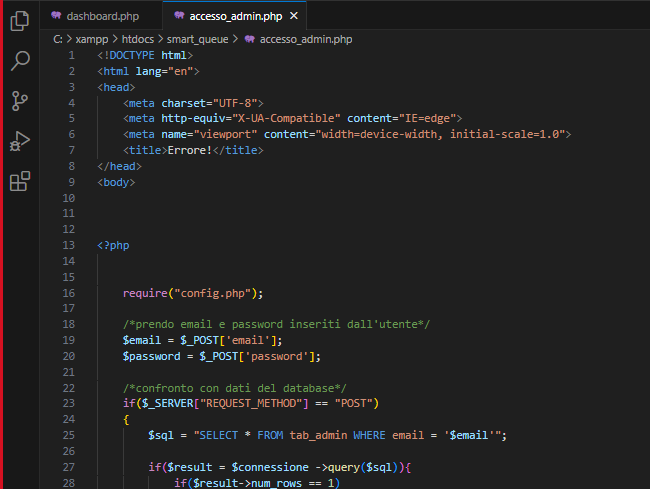 dashboard.php accesso_admin.php ×
C: > xampp > htdocs > smart_queue > accesso_admin.php
1 <!DOCTYPE html>
2 <html lang="en">
3 <head>
4 <meta charset="UTF-8">
5 <meta http-equiv="X-UA-Compatible" content="IE=edge">
6 <meta name="viewport" content="width=device-width, initial-scale=1.0">
7 <title>Errore!</title>
8 </head>
9 <body>
10
11
12
13 <?php
14
15
16 require("config.php");
17
18 /*prendo email e password inseriti dall'utente*/
19 $email = $_POST['email'];
20 $password = $_POST['password'];
21
22 /*confronto con dati del database*/
23 if($_SERVER["REQUEST_METHOD"] == "POST")
24 {
25 $sql = "SELECT * FROM tab_admin WHERE email = '$email'";
26
27 if($result = $connessione ->query($sql)){
28 if($result->num_rows == 1)